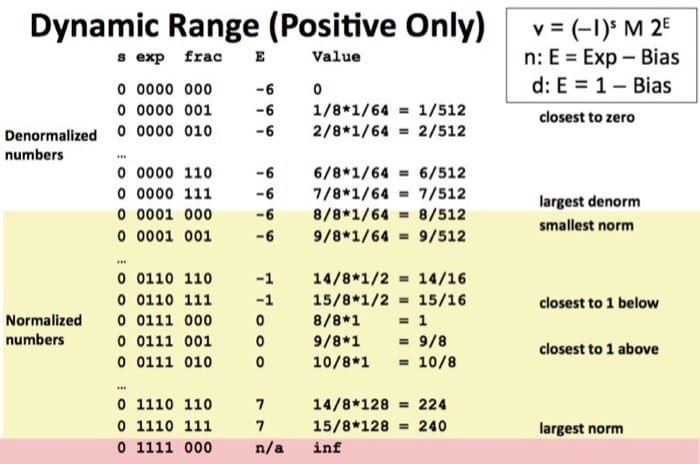 Dynamic Range (Positive Only)
v = (–1)ˢ M 2ᴱ
n: E = Exp – Bias
d: E = 1 – Bias
s exp frac E Value
0 0000 000 -6 0
0 0000 001 -6 1/8*1/64 = 1/512 closest to zero
0 0000 010 -6 2/8*1/64 = 2/512
Denormalized
numbers
...
0 0000 110 -6 6/8*1/64 = 6/512
0 0000 111 -6 7/8*1/64 = 7/512 largest denorm
0 0001 000 -6 8/8*1/64 = 8/512 smallest norm
0 0001 001 -6 9/8*1/64 = 9/512
...
0 0110 110 -1 14/8*1/2 = 14/16
0 0110 111 -1 15/8*1/2 = 15/16 closest to 1 below
Normalized
numbers
0 0111 000 0 8/8*1 = 1
0 0111 001 0 9/8*1 = 9/8 closest to 1 above
0 0111 010 0 10/8*1 = 10/8
...
0 1110 110 7 14/8*128 = 224
0 1110 111 7 15/8*128 = 240 largest norm
0 1111 000 n/a inf